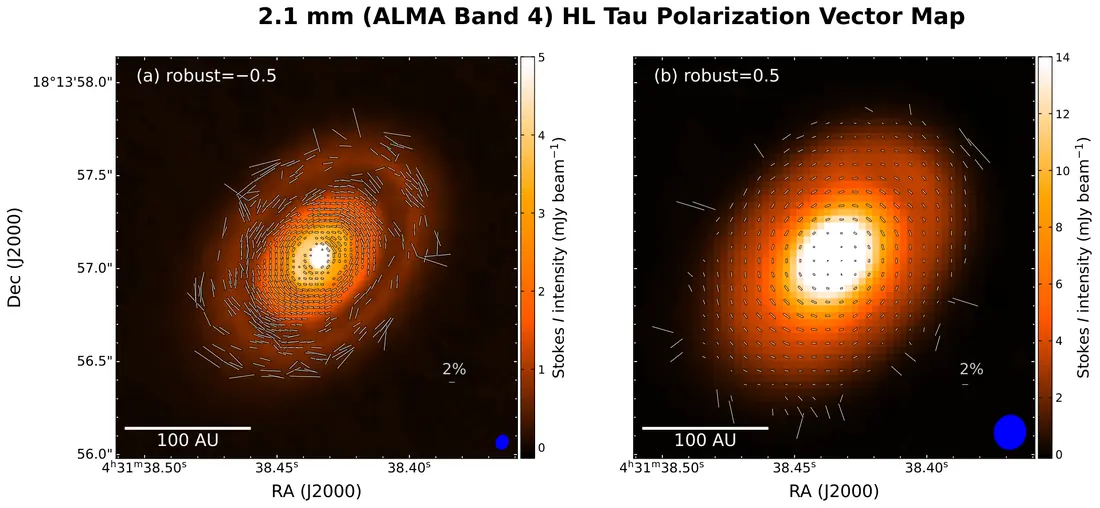 2.1 mm (ALMA Band 4) HL Tau Polarization Vector Map
(a) robust=−0.5
18°13'58.0"
57.5"
57.0"
56.5"
56.0"
Dec (J2000)
2%
100 AU
4ʰ31ᵐ38.50ˢ
38.45ˢ
38.40ˢ
RA (J2000)
5
4
3
2
1
0
Stokes I intensity (mJy beam⁻¹)
(b) robust=0.5
2%
100 AU
4ʰ31ᵐ38.50ˢ
38.45ˢ
38.40ˢ
RA (J2000)
14
12
10
8
6
4
2
0
Stokes I intensity (mJy beam⁻¹)